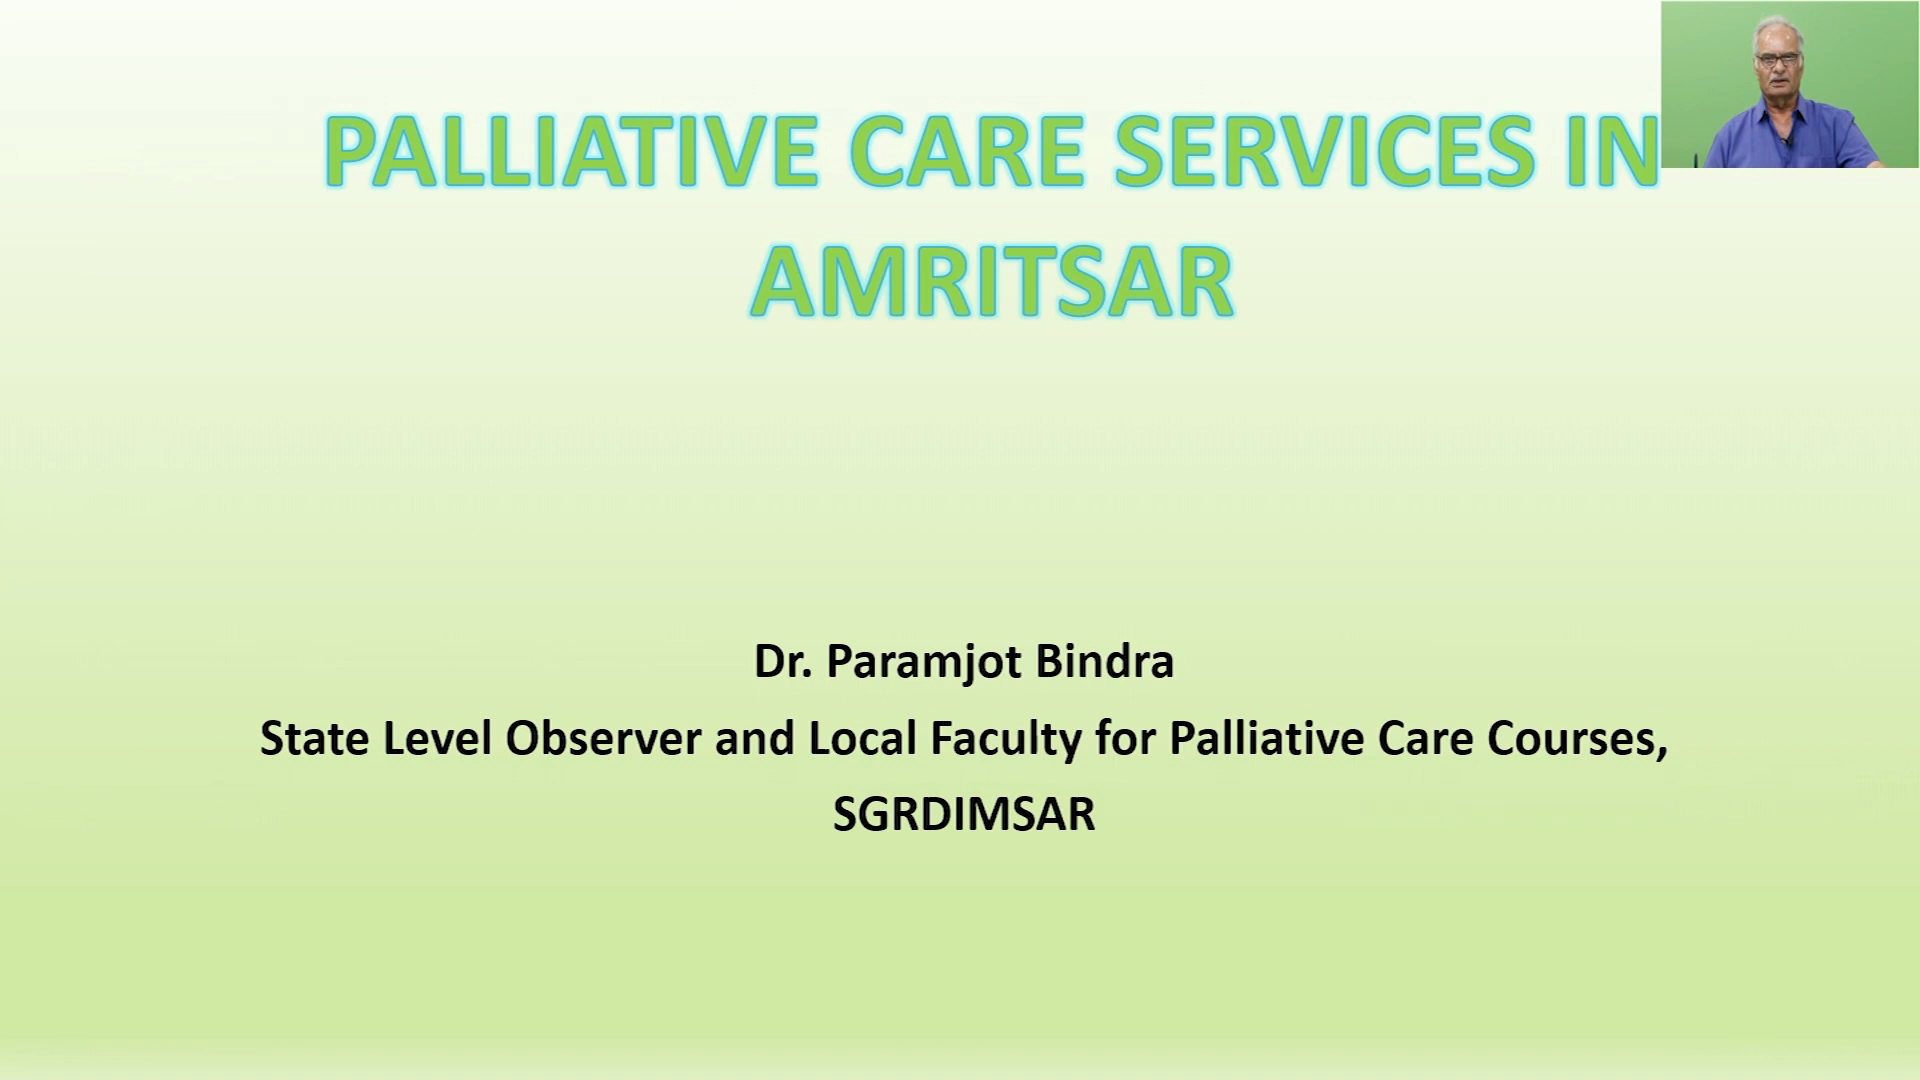 PALLIATIVE CARE SERVICES IN
AMRITSAR
Dr. Paramjot Bindra
State Level Observer and Local Faculty for Palliative Care Courses,
SGRDIMSAR